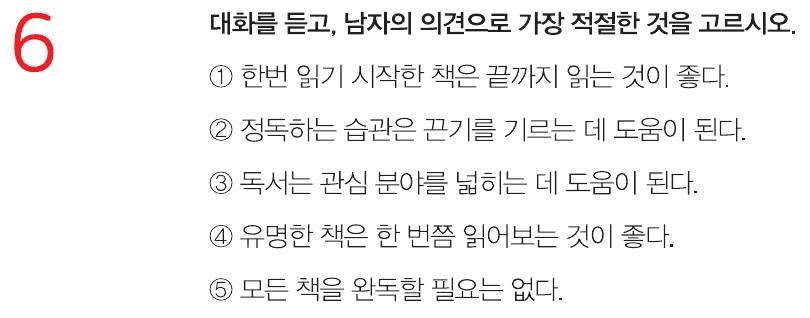 6
대화를 듣고, 남자의 의견으로 가장 적절한 것을 고르시오.
① 한번 읽기 시작한 책은 끝까지 읽는 것이 좋다.
② 정독하는 습관은 끈기를 기르는 데 도움이 된다.
③ 독서는 관심 분야를 넓히는 데 도움이 된다.
④ 유명한 책은 한 번쯤 읽어보는 것이 좋다.
⑤ 모든 책을 완독할 필요는 없다.